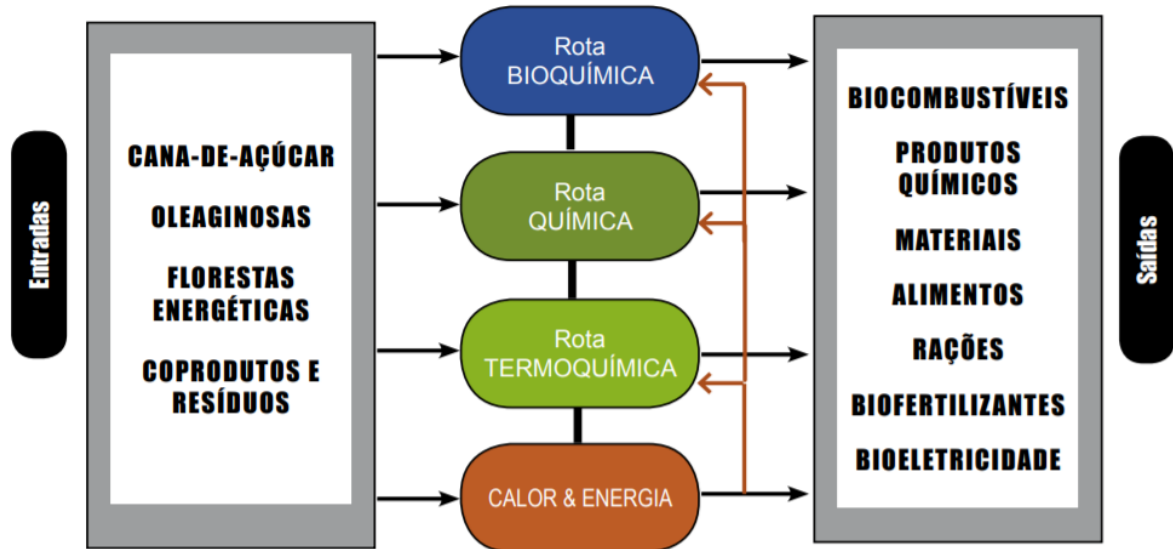 Entradas
CANA-DE-AÇÚCAR
OLEAGINOSAS
FLORESTAS
ENERGÉTICAS
COPRODUTOS E
RESÍDUOS
Rota
BIOQUÍMICA
Rota
QUÍMICA
Rota
TERMOQUÍMICA
CALOR & ENERGIA
BIOCOMBUSTÍVEIS
PRODUTOS
QUÍMICOS
MATERIAIS
ALIMENTOS
RAÇÕES
BIOFERTILIZANTES
BIOELETRICIDADE
Saídas